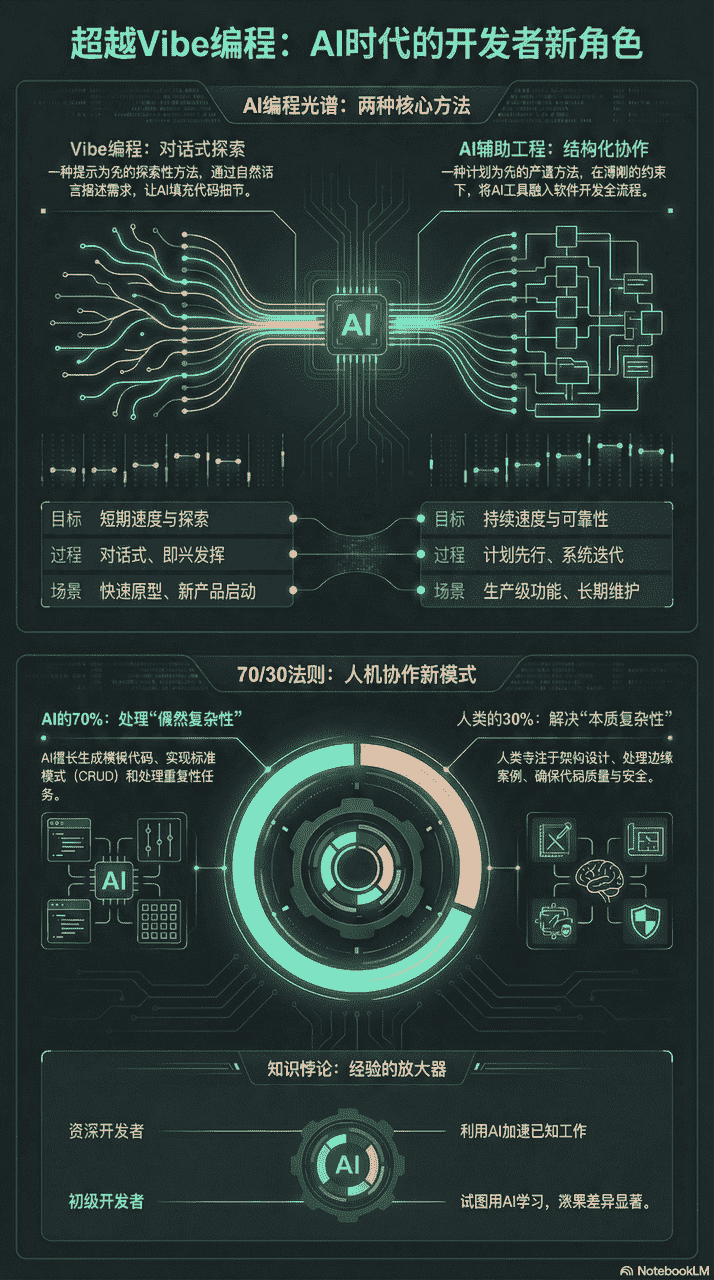 超越Vibe编程：AI时代的开发者新角色
AI编程光谱：两种核心方法
Vibe编程：对话式探索
一种提示为先的探索性方法，通过自然语
言描述需求，让AI填充代码细节。
AI辅助工程：结构化协作
一种计划为先的严谨方法，在清晰的约束
下，将AI工具融入软件开发全流程。
AI
目标 短期速度与探索
过程 对话式、即兴发挥
场景 快速原型、新产品启动
目标 持续速度与可靠性
过程 计划先行、系统迭代
场景 生产级功能、长期维护
70/30法则：人机协作新模式
AI的70%：处理“偶然复杂性”
AI擅长生成模板代码、实现标准
模式（CRUD）和处理重复性任
务。
AI
人类的30%：解决“本质复杂性”
人类专注于架构设计、处理边缘
案例、确保代码质量与安全。
知识悖论：经验的放大器
资深开发者
利用AI加速已知工作
AI
初级开发者
试图用AI学习，效果差异显著。
NotebookLM